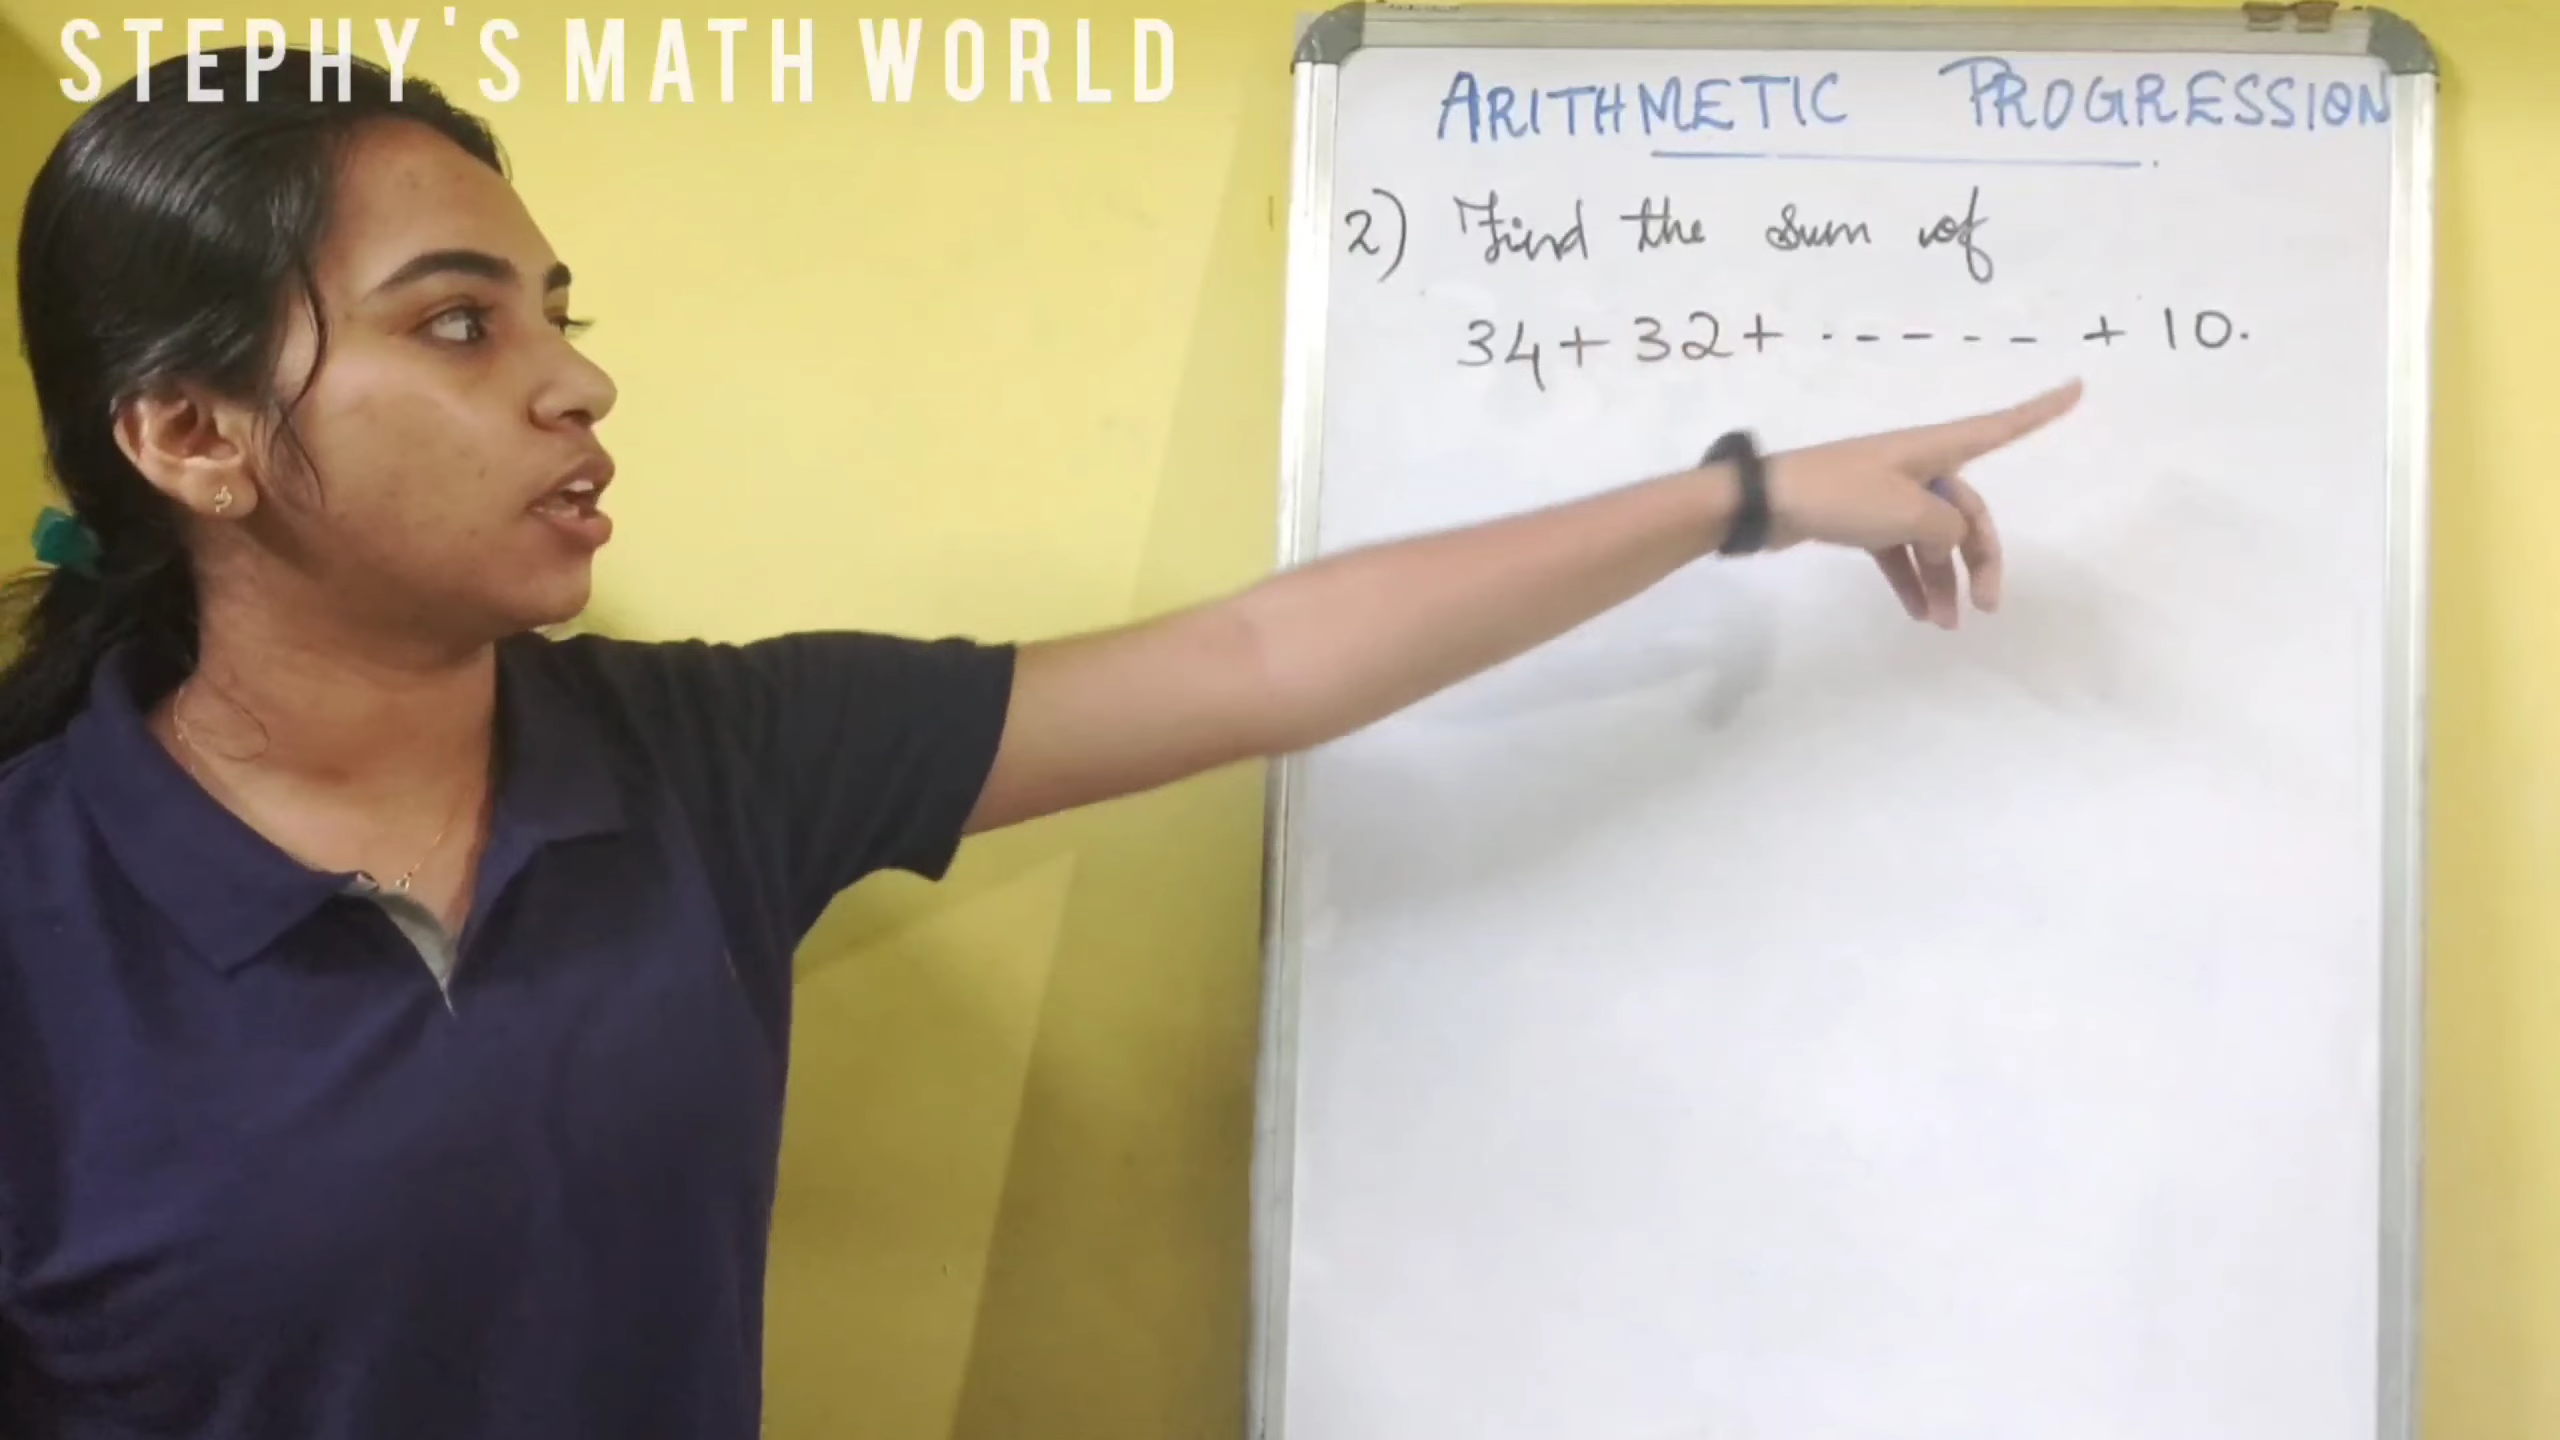 STEPHY'S MATH WORLD
ARITHMETIC PROGRESSION
2) Find the sum of
34 + 32 + ------ + 10.